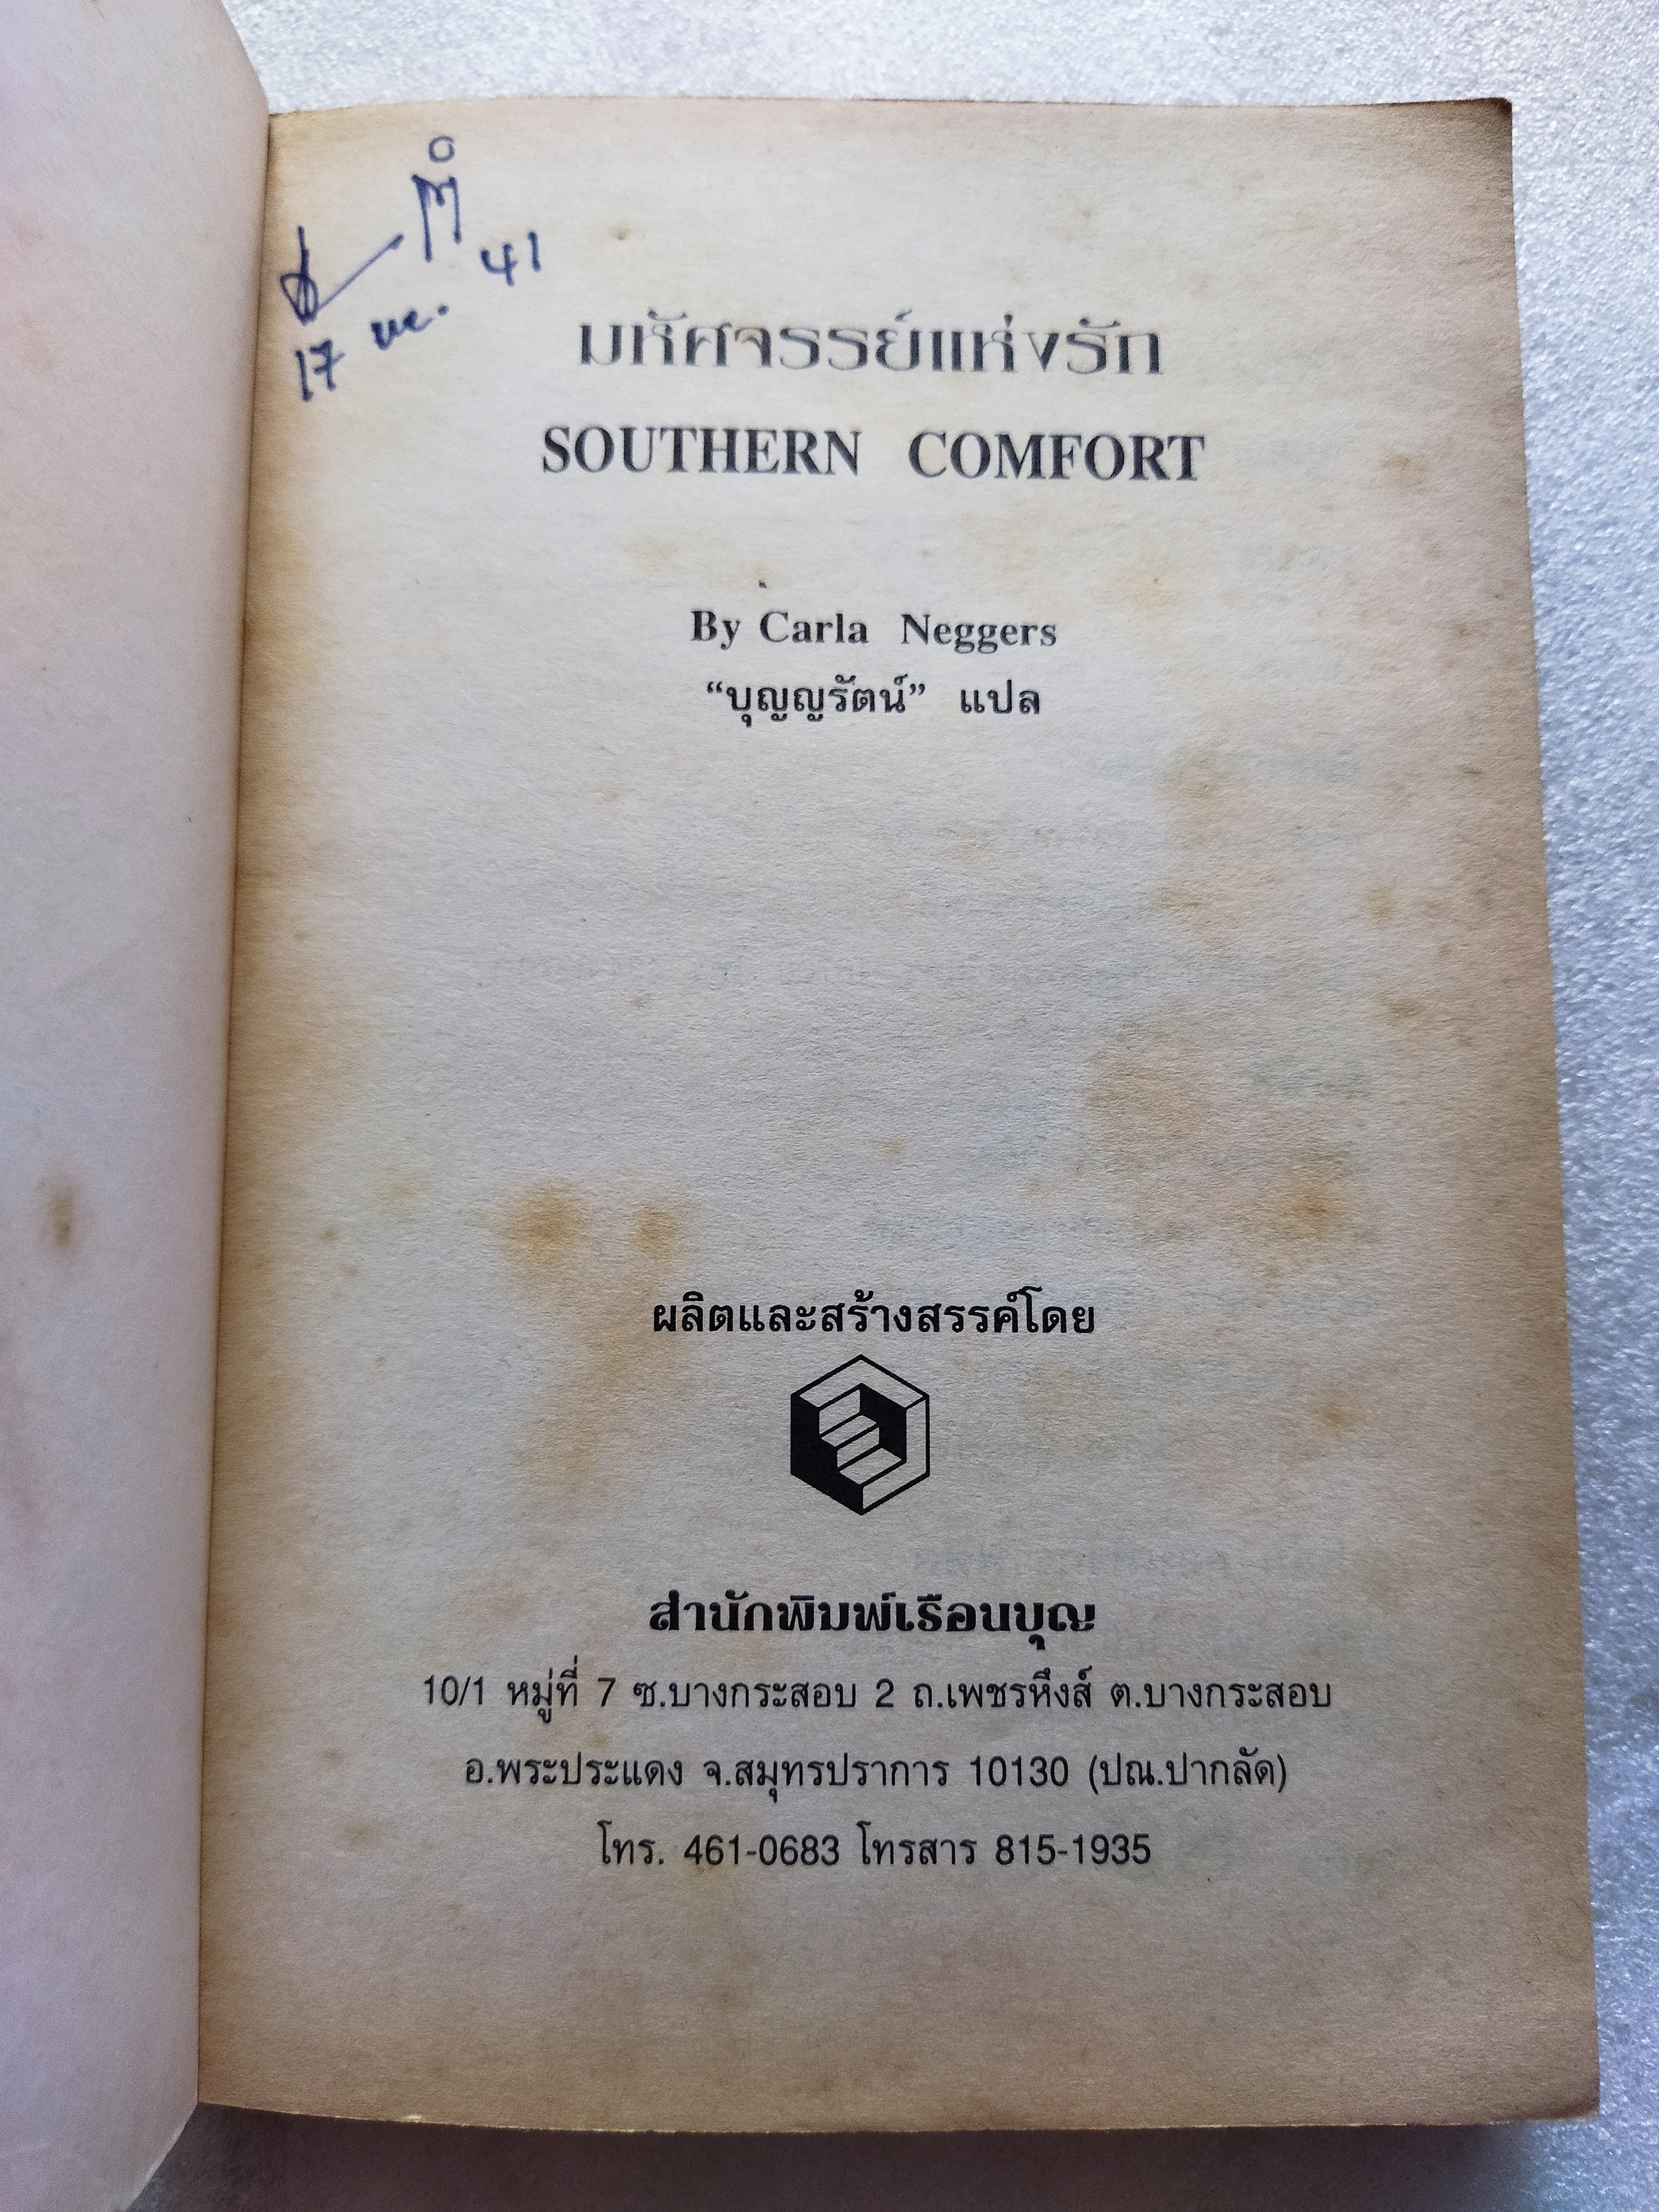 17 เมย. 41
มหัศจรรย์แห่งรัก
SOUTHERN COMFORT
By Carla Neggers
“บุญญรัตน์” แปล
ผลิตและสร้างสรรค์โดย
สำนักพิมพ์เรือนบุญ
10/1 หมู่ที่ 7 ซ.บางกระสอบ 2 ถ.เพชรหึงส์ ต.บางกระสอบ
อ.พระประแดง จ.สมุทรปราการ 10130 (ปณ.ปากลัด)
โทร. 461-0683 โทรสาร 815-1935